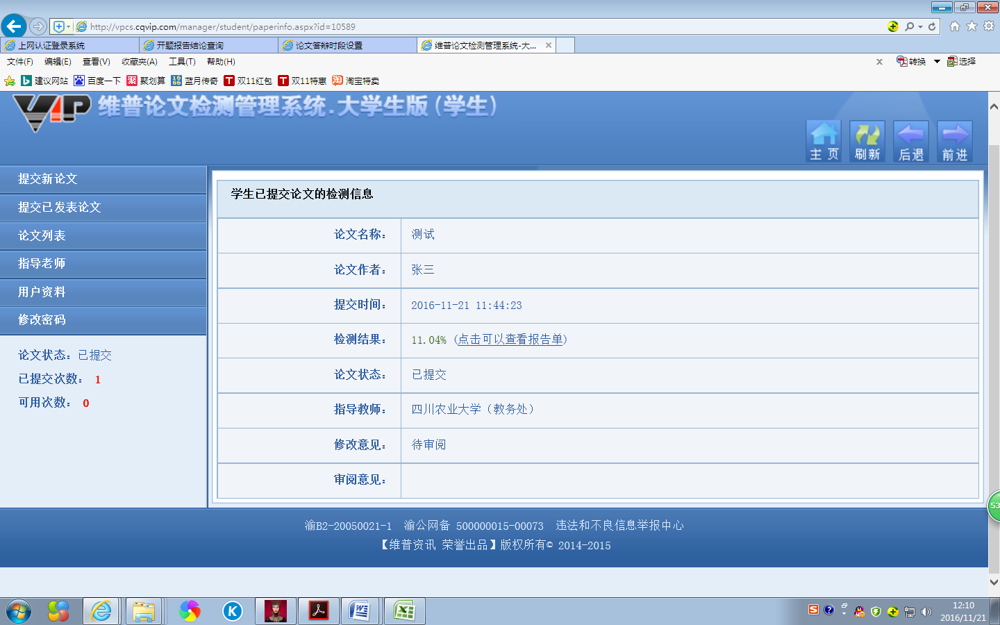 http://vpcs.cqvip.com/manager/student/paperinfo.aspx?id=10589
上网认证登录系统
开题报告结论查询
论文答辩时段设置
维普论文检测管理系统-大...
文件(F) 编辑(E) 查看(V) 收藏夹(A) 工具(T) 帮助(H)
转换 选择
建议网站 百度一下 聚划算 蓝月传奇 双11红包 双11特惠 淘宝特卖
VIP 维普论文检测管理系统.大学生版(学生)
主页 刷新 后退 前进
提交新论文
提交已发表论文
论文列表
指导老师
用户资料
修改密码
论文状态：已提交
已提交次数： 1
可用次数： 0
学生已提交论文的检测信息
论文名称： 测试
论文作者： 张三
提交时间： 2016-11-21 11:44:23
检测结果： 11.04% (点击可以查看报告单)
论文状态： 已提交
指导教师： 四川农业大学（教务处）
修改意见： 待审阅
审阅意见：
53
渝B2-20050021-1 渝公网备 500000015-00073 违法和不良信息举报中心
【维普资讯 荣誉出品】版权所有© 2014-2015
12:10
2016/11/21